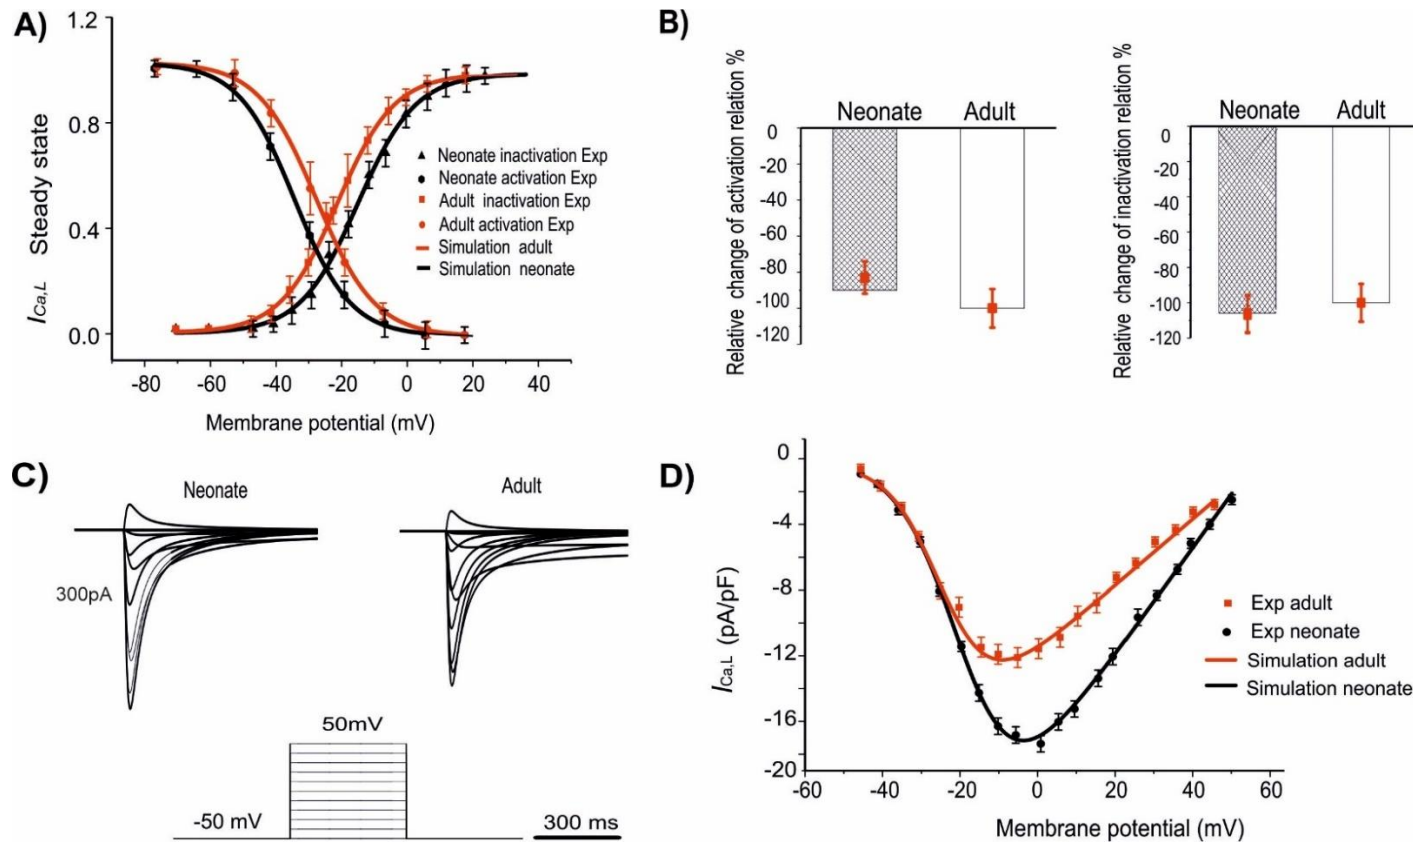 A)
1.2
0.8
0.4
0.0
Steady state
I Ca,L
-80 -60 -40 -20 0 20 40
Membrane potential (mV)
Neonate inactivation Exp
Neonate activation Exp
Adult inactivation Exp
Adult activation Exp
Simulation adult
Simulation neonate
B)
Relative change of activation relation %
Neonate Adult
0
-20
-40
-60
-80
-100
-120
Relative change of inactivation relation %
Neonate Adult
0
-20
-40
-60
-80
-100
-120
C)
Neonate
Adult
300pA
50mV
-50 mV
300 ms
D)
0
-4
-8
-12
-16
-20
I Ca,L (pA/pF)
-60 -40 -20 0 20 40 60
Membrane potential (mV)
Exp adult
Exp neonate
Simulation adult
Simulation neonate